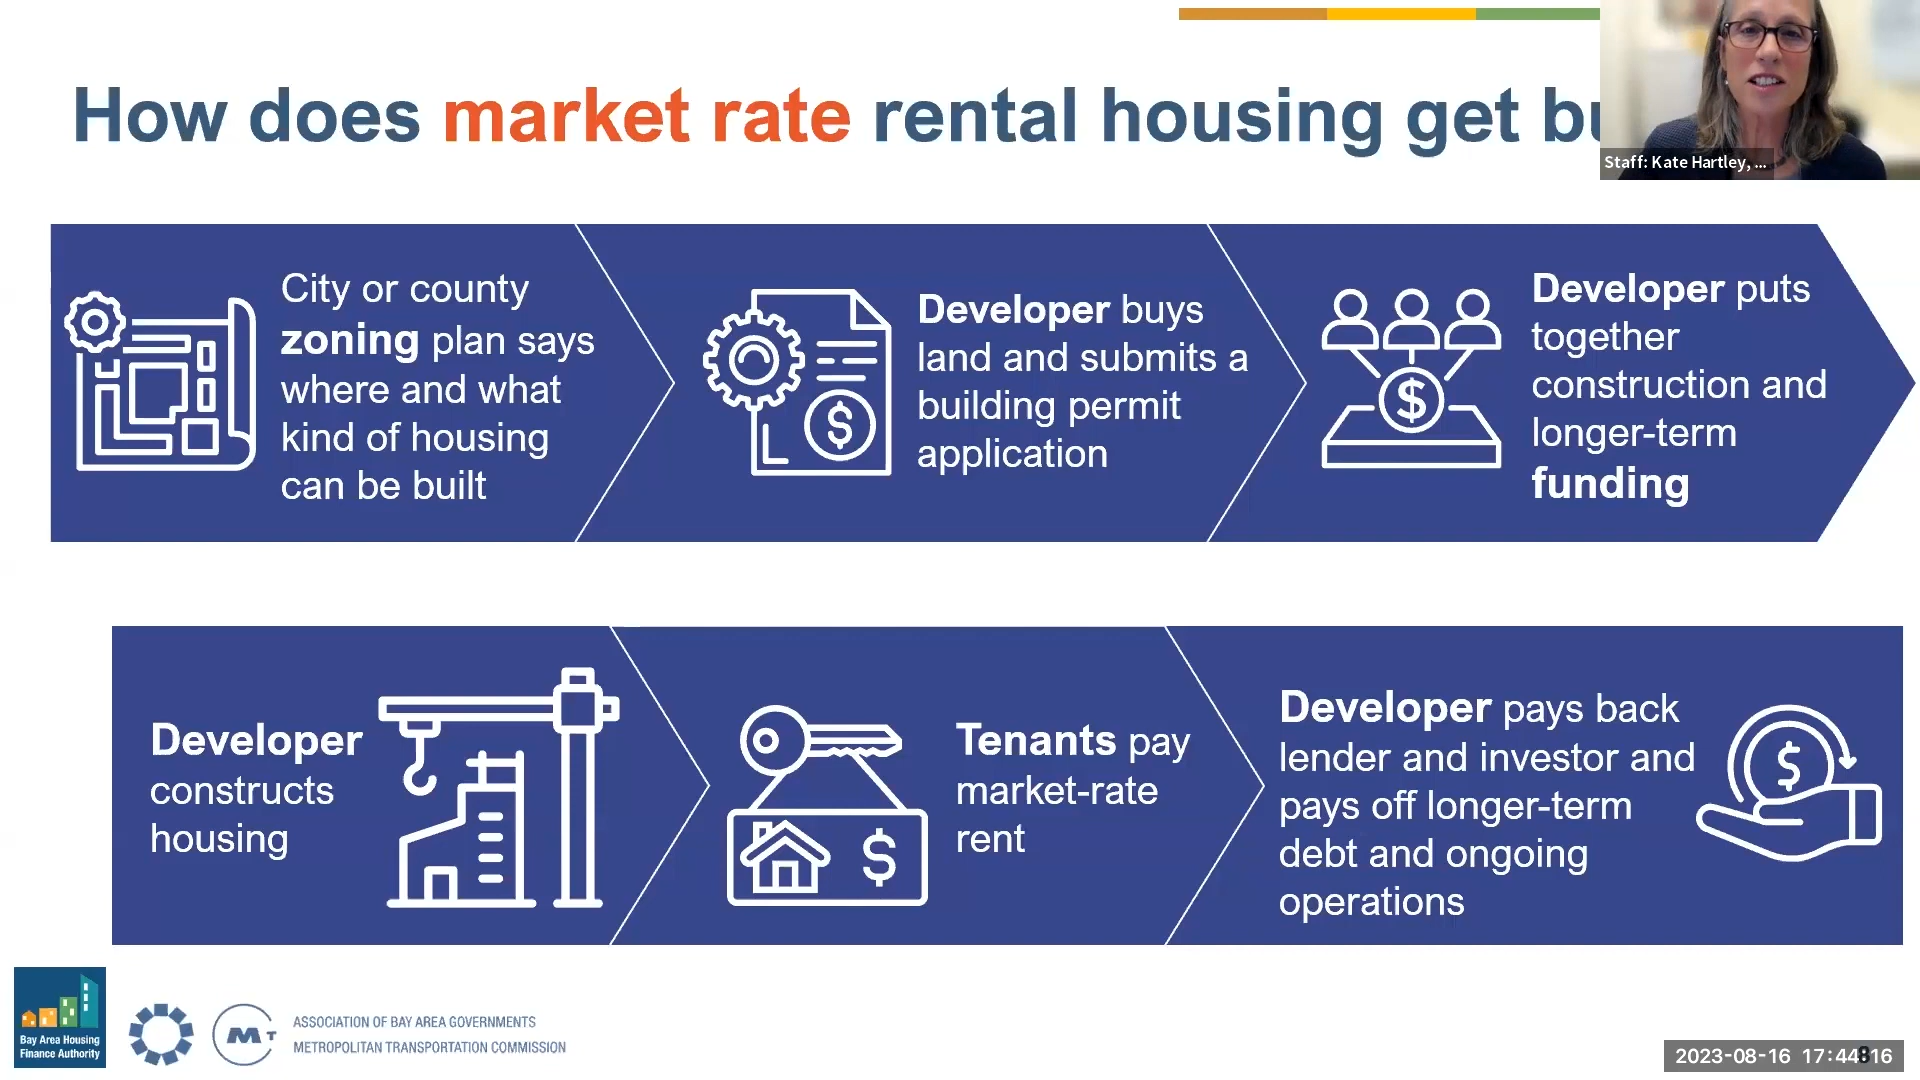 How does market rate rental housing get bu
Staff: Kate Hartley, ...
City or county
zoning plan says
where and what
kind of housing
can be built
Developer buys
land and submits a
building permit
application
Developer puts
together
construction and
longer-term
funding
Developer
constructs
housing
Tenants pay
market-rate
rent
Developer pays back
lender and investor and
pays off longer-term
debt and ongoing
operations
Bay Area Housing
Finance Authority
MT
ASSOCIATION OF BAY AREA GOVERNMENTS
METROPOLITAN TRANSPORTATION COMMISSION
2023-08-16 17:44:16